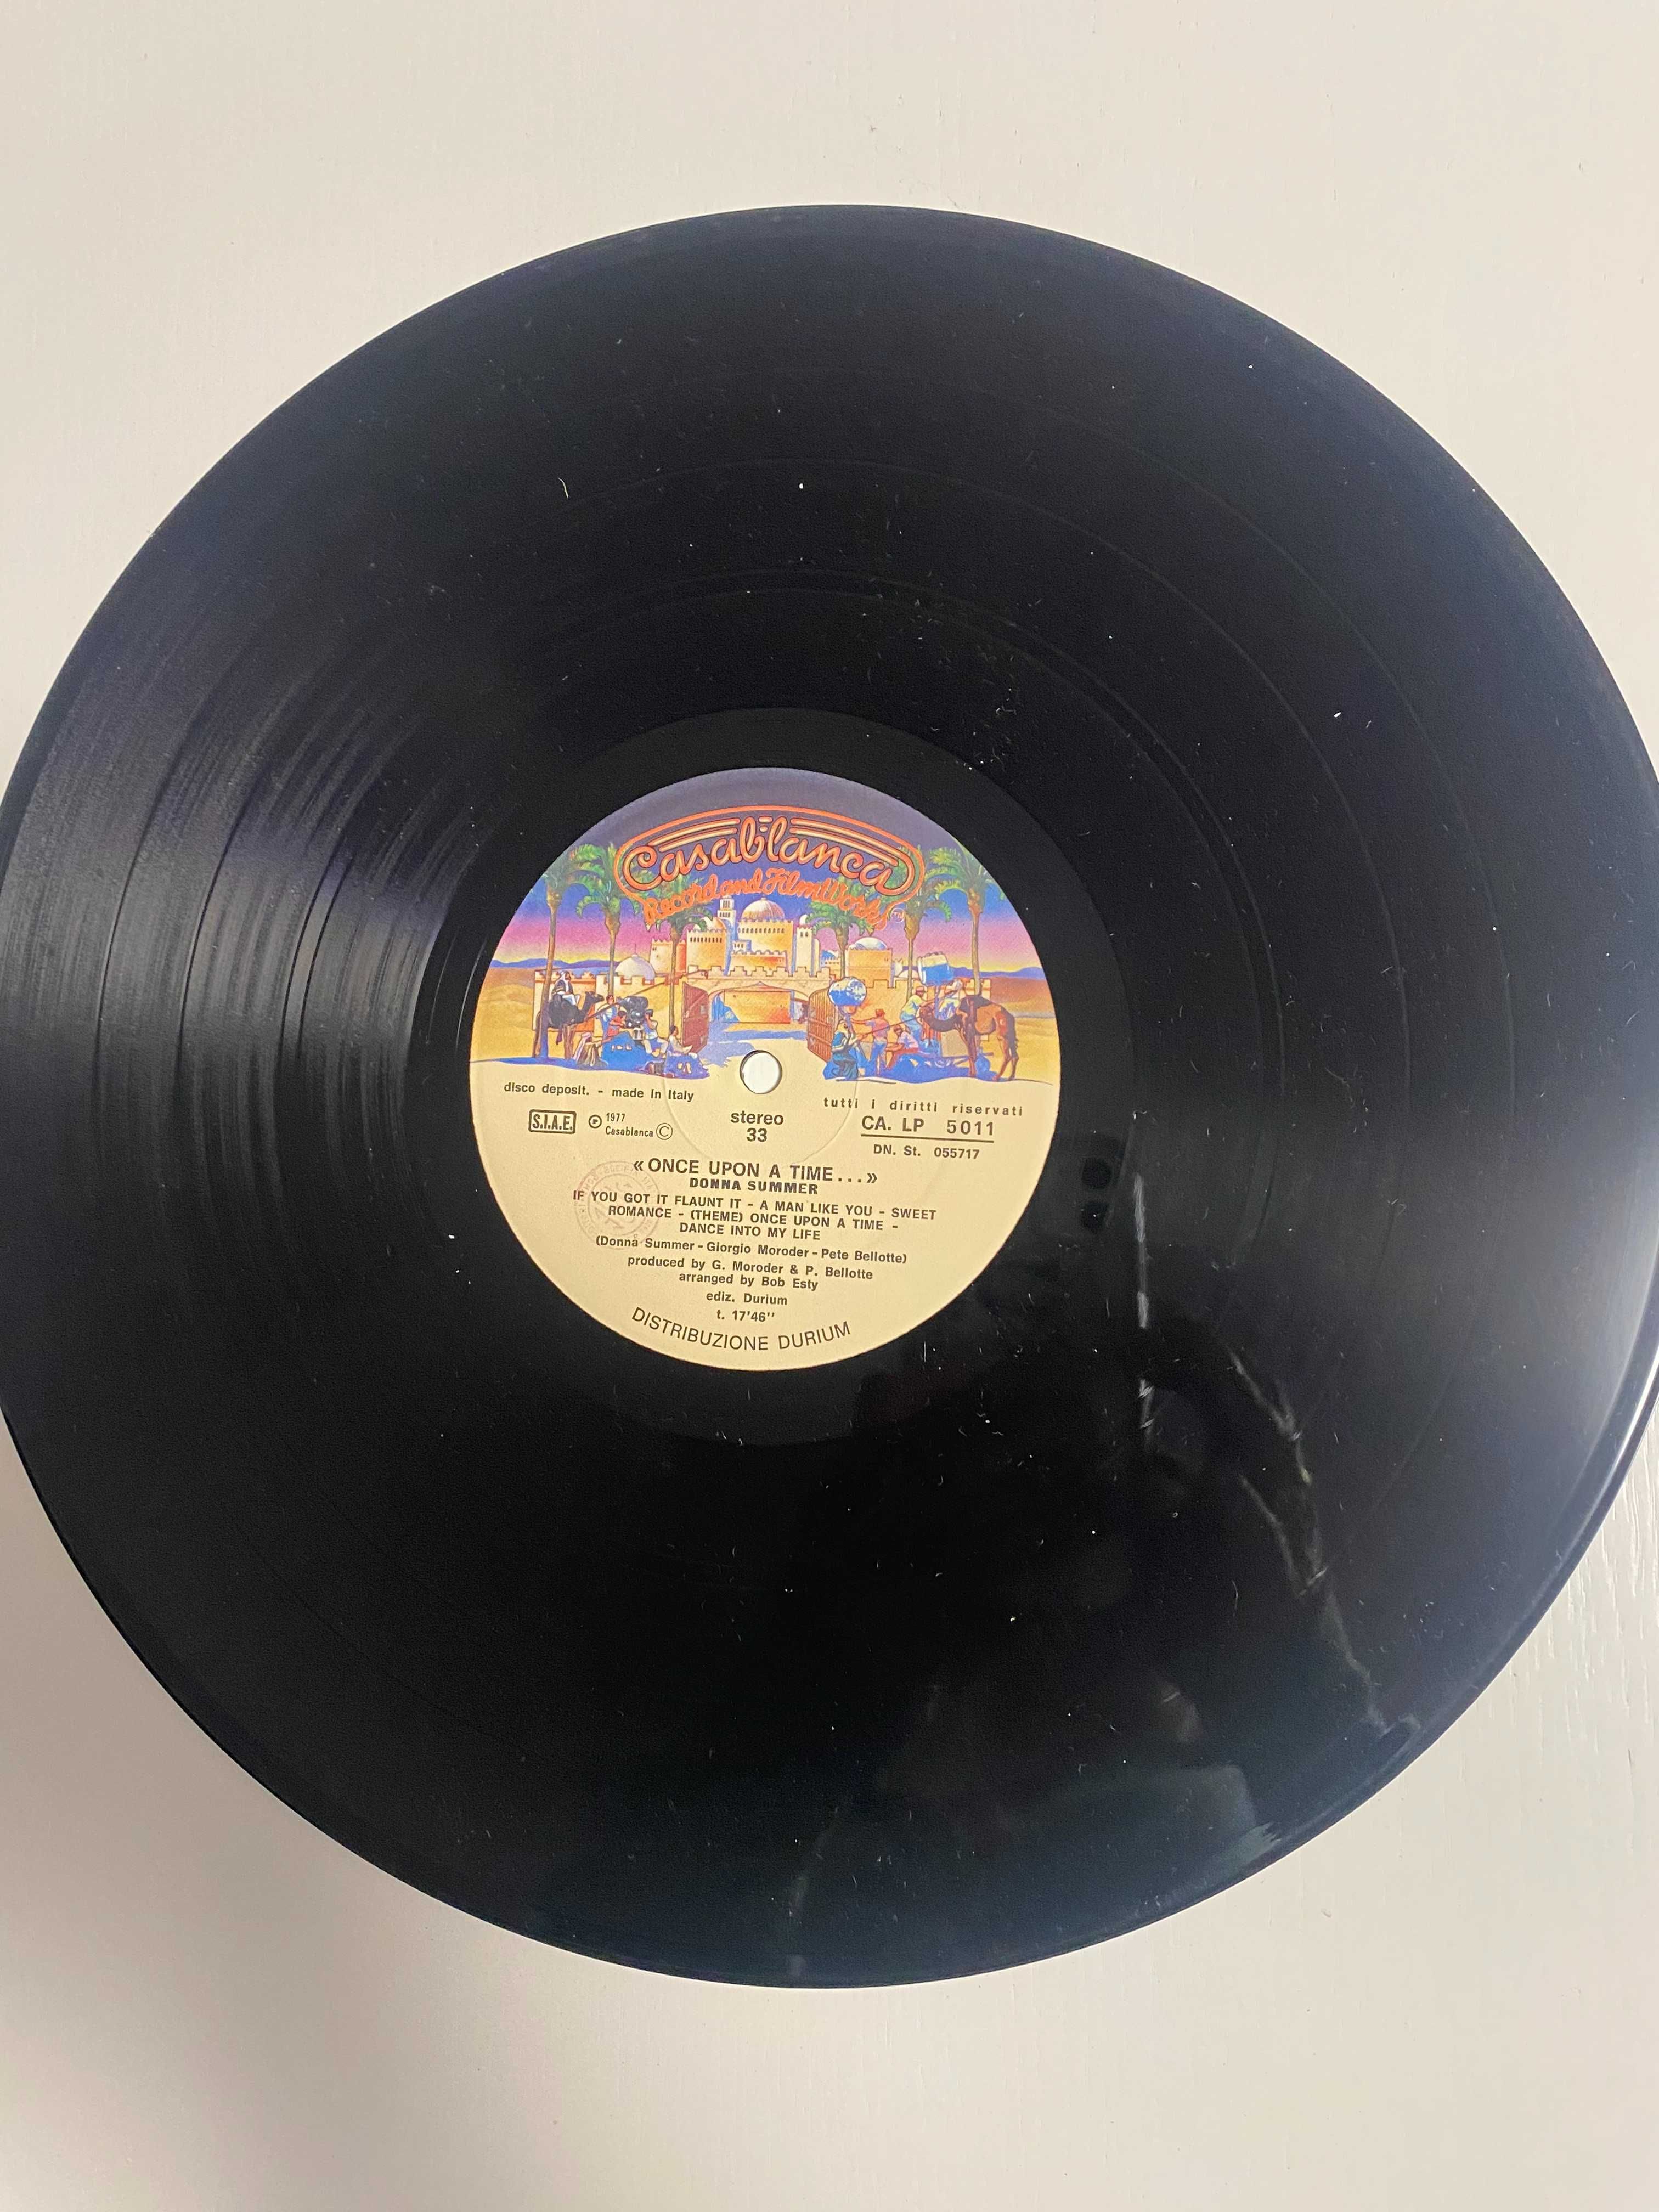 Casablanca
Record and FilmWorks
disco deposit. - made in Italy
tutti i diritti riservati
S.I.A.E.
Ⓟ 1977
Casablanca Ⓒ
stereo
33
CA. LP 5011
DN. St. 055717
«ONCE UPON A TIME...»
DONNA SUMMER
IF YOU GOT IT FLAUNT IT - A MAN LIKE YOU - SWEET
ROMANCE - (THEME) ONCE UPON A TIME -
DANCE INTO MY LIFE
(Donna Summer - Giorgio Moroder - Pete Bellotte)
produced by G. Moroder & P. Bellotte
arranged by Bob Esty
ediz. Durium
t. 17'46''
DISTRIBUZIONE DURIUM